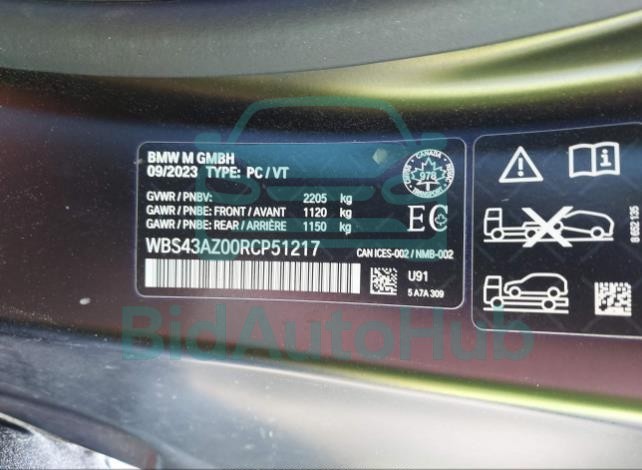 BMW M GMBH
09/2023 TYPE: PC/VT
GVWR / PNBV: 2205 kg
GAWR / PNBE: FRONT / AVANT 1120 kg
GAWR / PNBE: REAR / ARRIÈRE 1150 kg
WBS43AZ00RCP51217
978
TRANSPORT
EC
CAN ICES-002 / NMB-002
U91
5 A7A 309
BidAutoHub